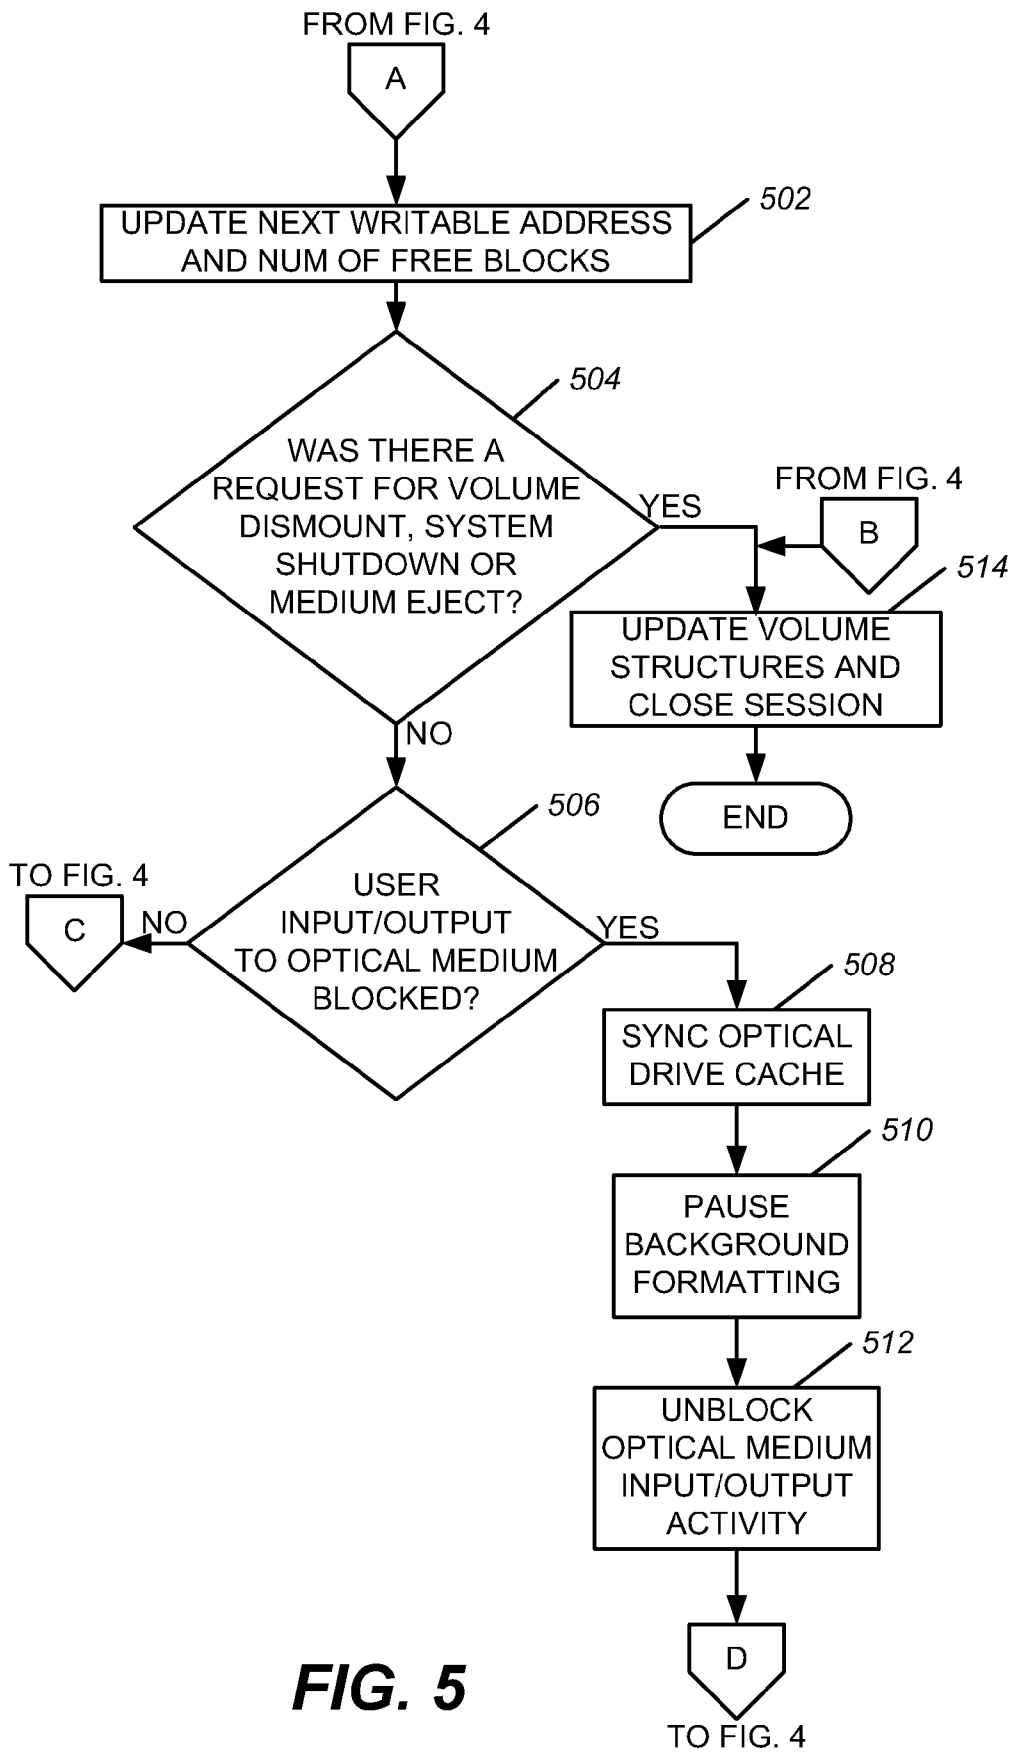 FROM FIG. 4
A
502
UPDATE NEXT WRITABLE ADDRESS
AND NUM OF FREE BLOCKS
504
WAS THERE A
REQUEST FOR VOLUME
DISMOUNT, SYSTEM
SHUTDOWN OR
MEDIUM EJECT?
YES
FROM FIG. 4
B
514
UPDATE VOLUME
STRUCTURES AND
CLOSE SESSION
END
NO
506
USER
INPUT/OUTPUT
TO OPTICAL MEDIUM
BLOCKED?
TO FIG. 4
C
NO
YES
508
SYNC OPTICAL
DRIVE CACHE
510
PAUSE
BACKGROUND
FORMATTING
512
UNBLOCK
OPTICAL MEDIUM
INPUT/OUTPUT
ACTIVITY
D
TO FIG. 4
FIG. 5